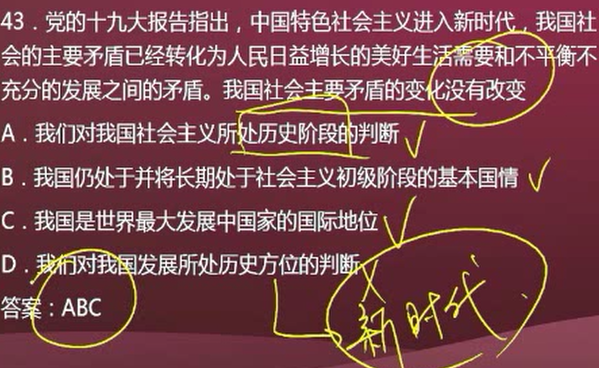 43．党的十九大报告指出，中国特色社会主义进入新时代，我国社
会的主要矛盾已经转化为人民日益增长的美好生活需要和不平衡不
充分的发展之间的矛盾。我国社会主要矛盾的变化没有改变
A．我们对我国社会主义所处历史阶段的判断
B．我国仍处于并将长期处于社会主义初级阶段的基本国情
C．我国是世界最大发展中国家的国际地位
D．我们对我国发展所处历史方位的判断
答案：ABC
新时代